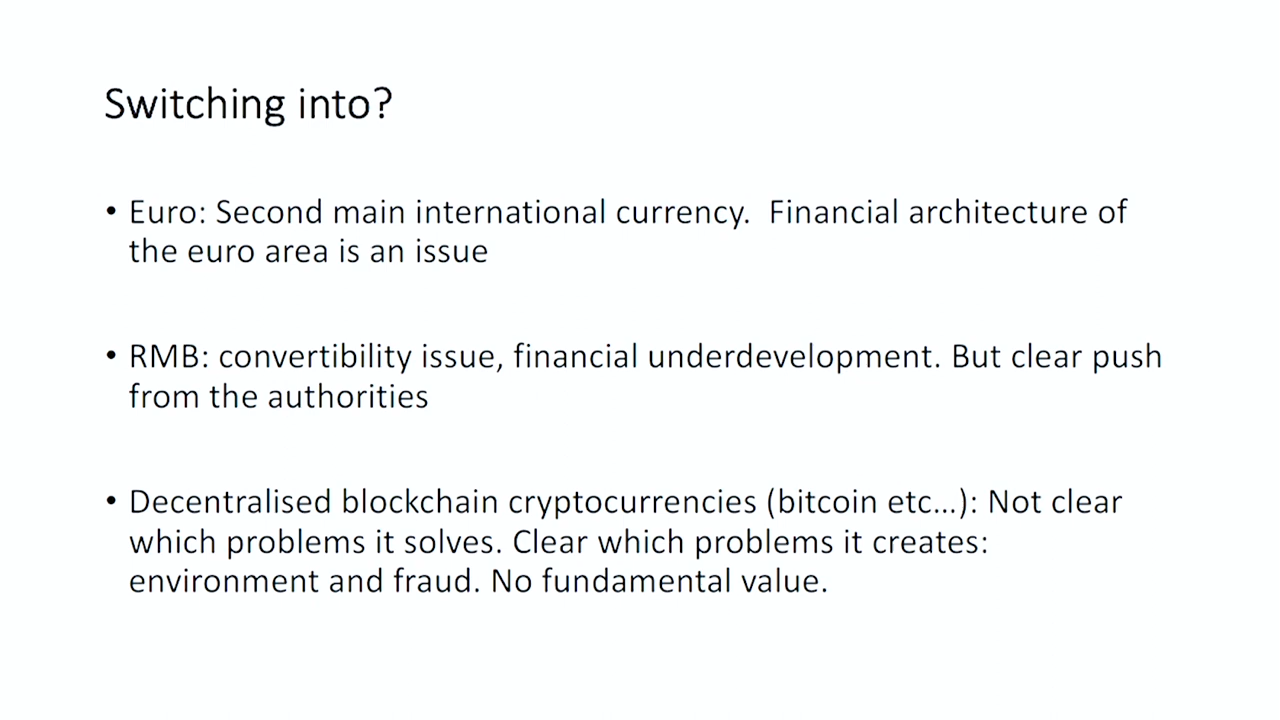 Switching into?
• Euro: Second main international currency.  Financial architecture of
the euro area is an issue
• RMB: convertibility issue, financial underdevelopment. But clear push
from the authorities
• Decentralised blockchain cryptocurrencies (bitcoin etc…): Not clear
which problems it solves. Clear which problems it creates:
environment and fraud. No fundamental value.